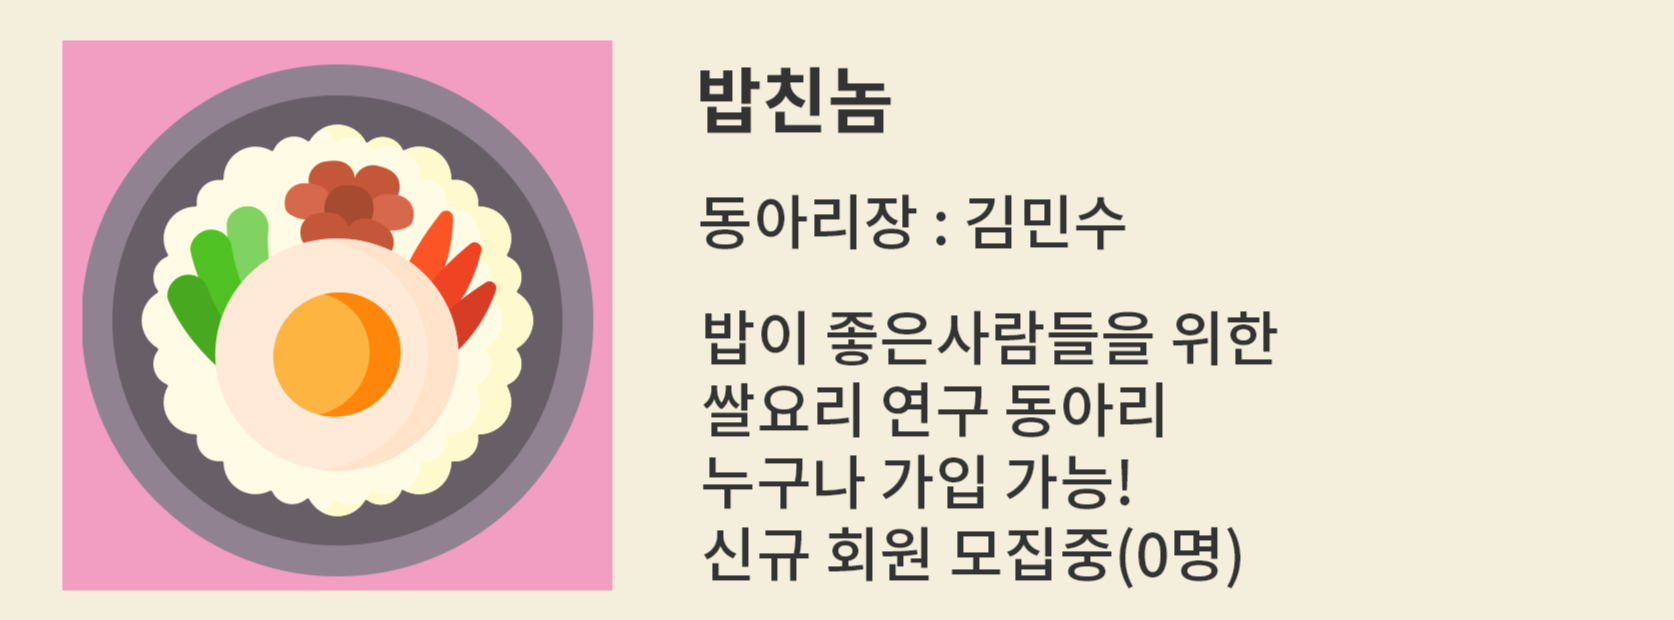 밥친놈
동아리장 : 김민수
밥이 좋은사람들을 위한
쌀요리 연구 동아리
누구나 가입 가능!
신규 회원 모집중(0명)